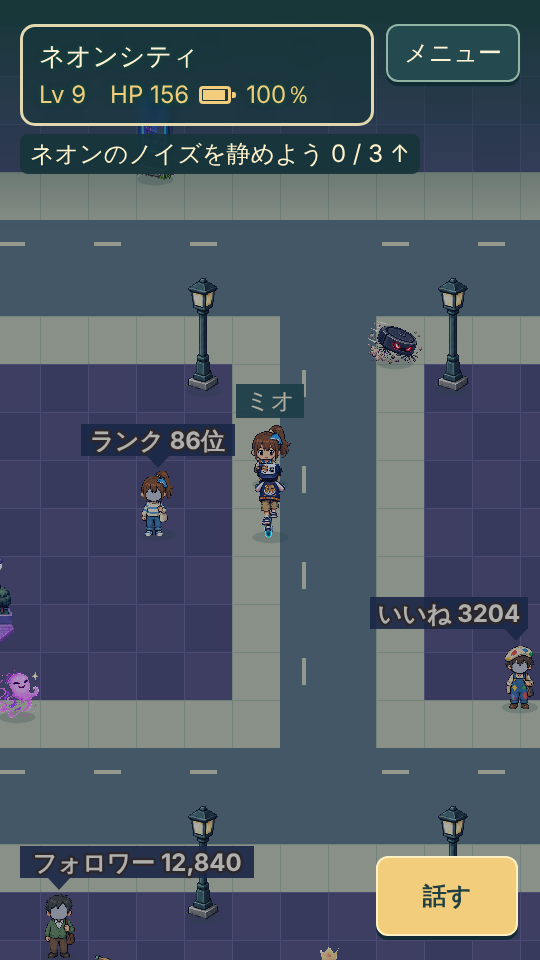 ネオンシティ
メニュー
Lv 9 HP 156 100%
ネオンのノイズを静めよう 0 / 3 ↑
ミオ
ランク 86位
いいね 3204
フォロワー 12,840
話す